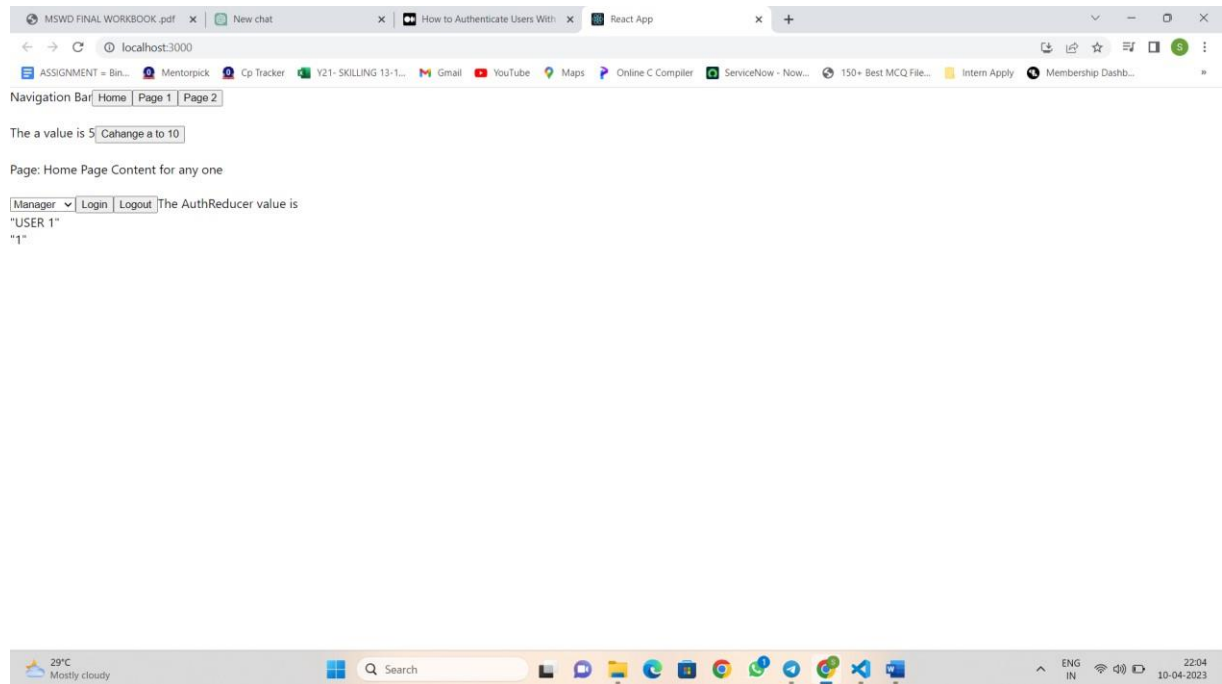 MSWD FINAL WORKBOOK .pdf New chat How to Authenticate Users With React App
localhost:3000 S
ASSIGNMENT = Bin... Mentorpick Cp Tracker Y21- SKILLING 13-1... Gmail YouTube Maps Online C Compiler ServiceNow - Now... 150+ Best MCQ File... Intern Apply Membership Dashb... »
Navigation Bar Home Page 1 Page 2
The a value is 5 Cahange a to 10
Page: Home Page Content for any one
Manager Login Logout The AuthReducer value is
"USER 1"
"1"
29°C Search ENG 22:04
Mostly cloudy IN 10-04-2023